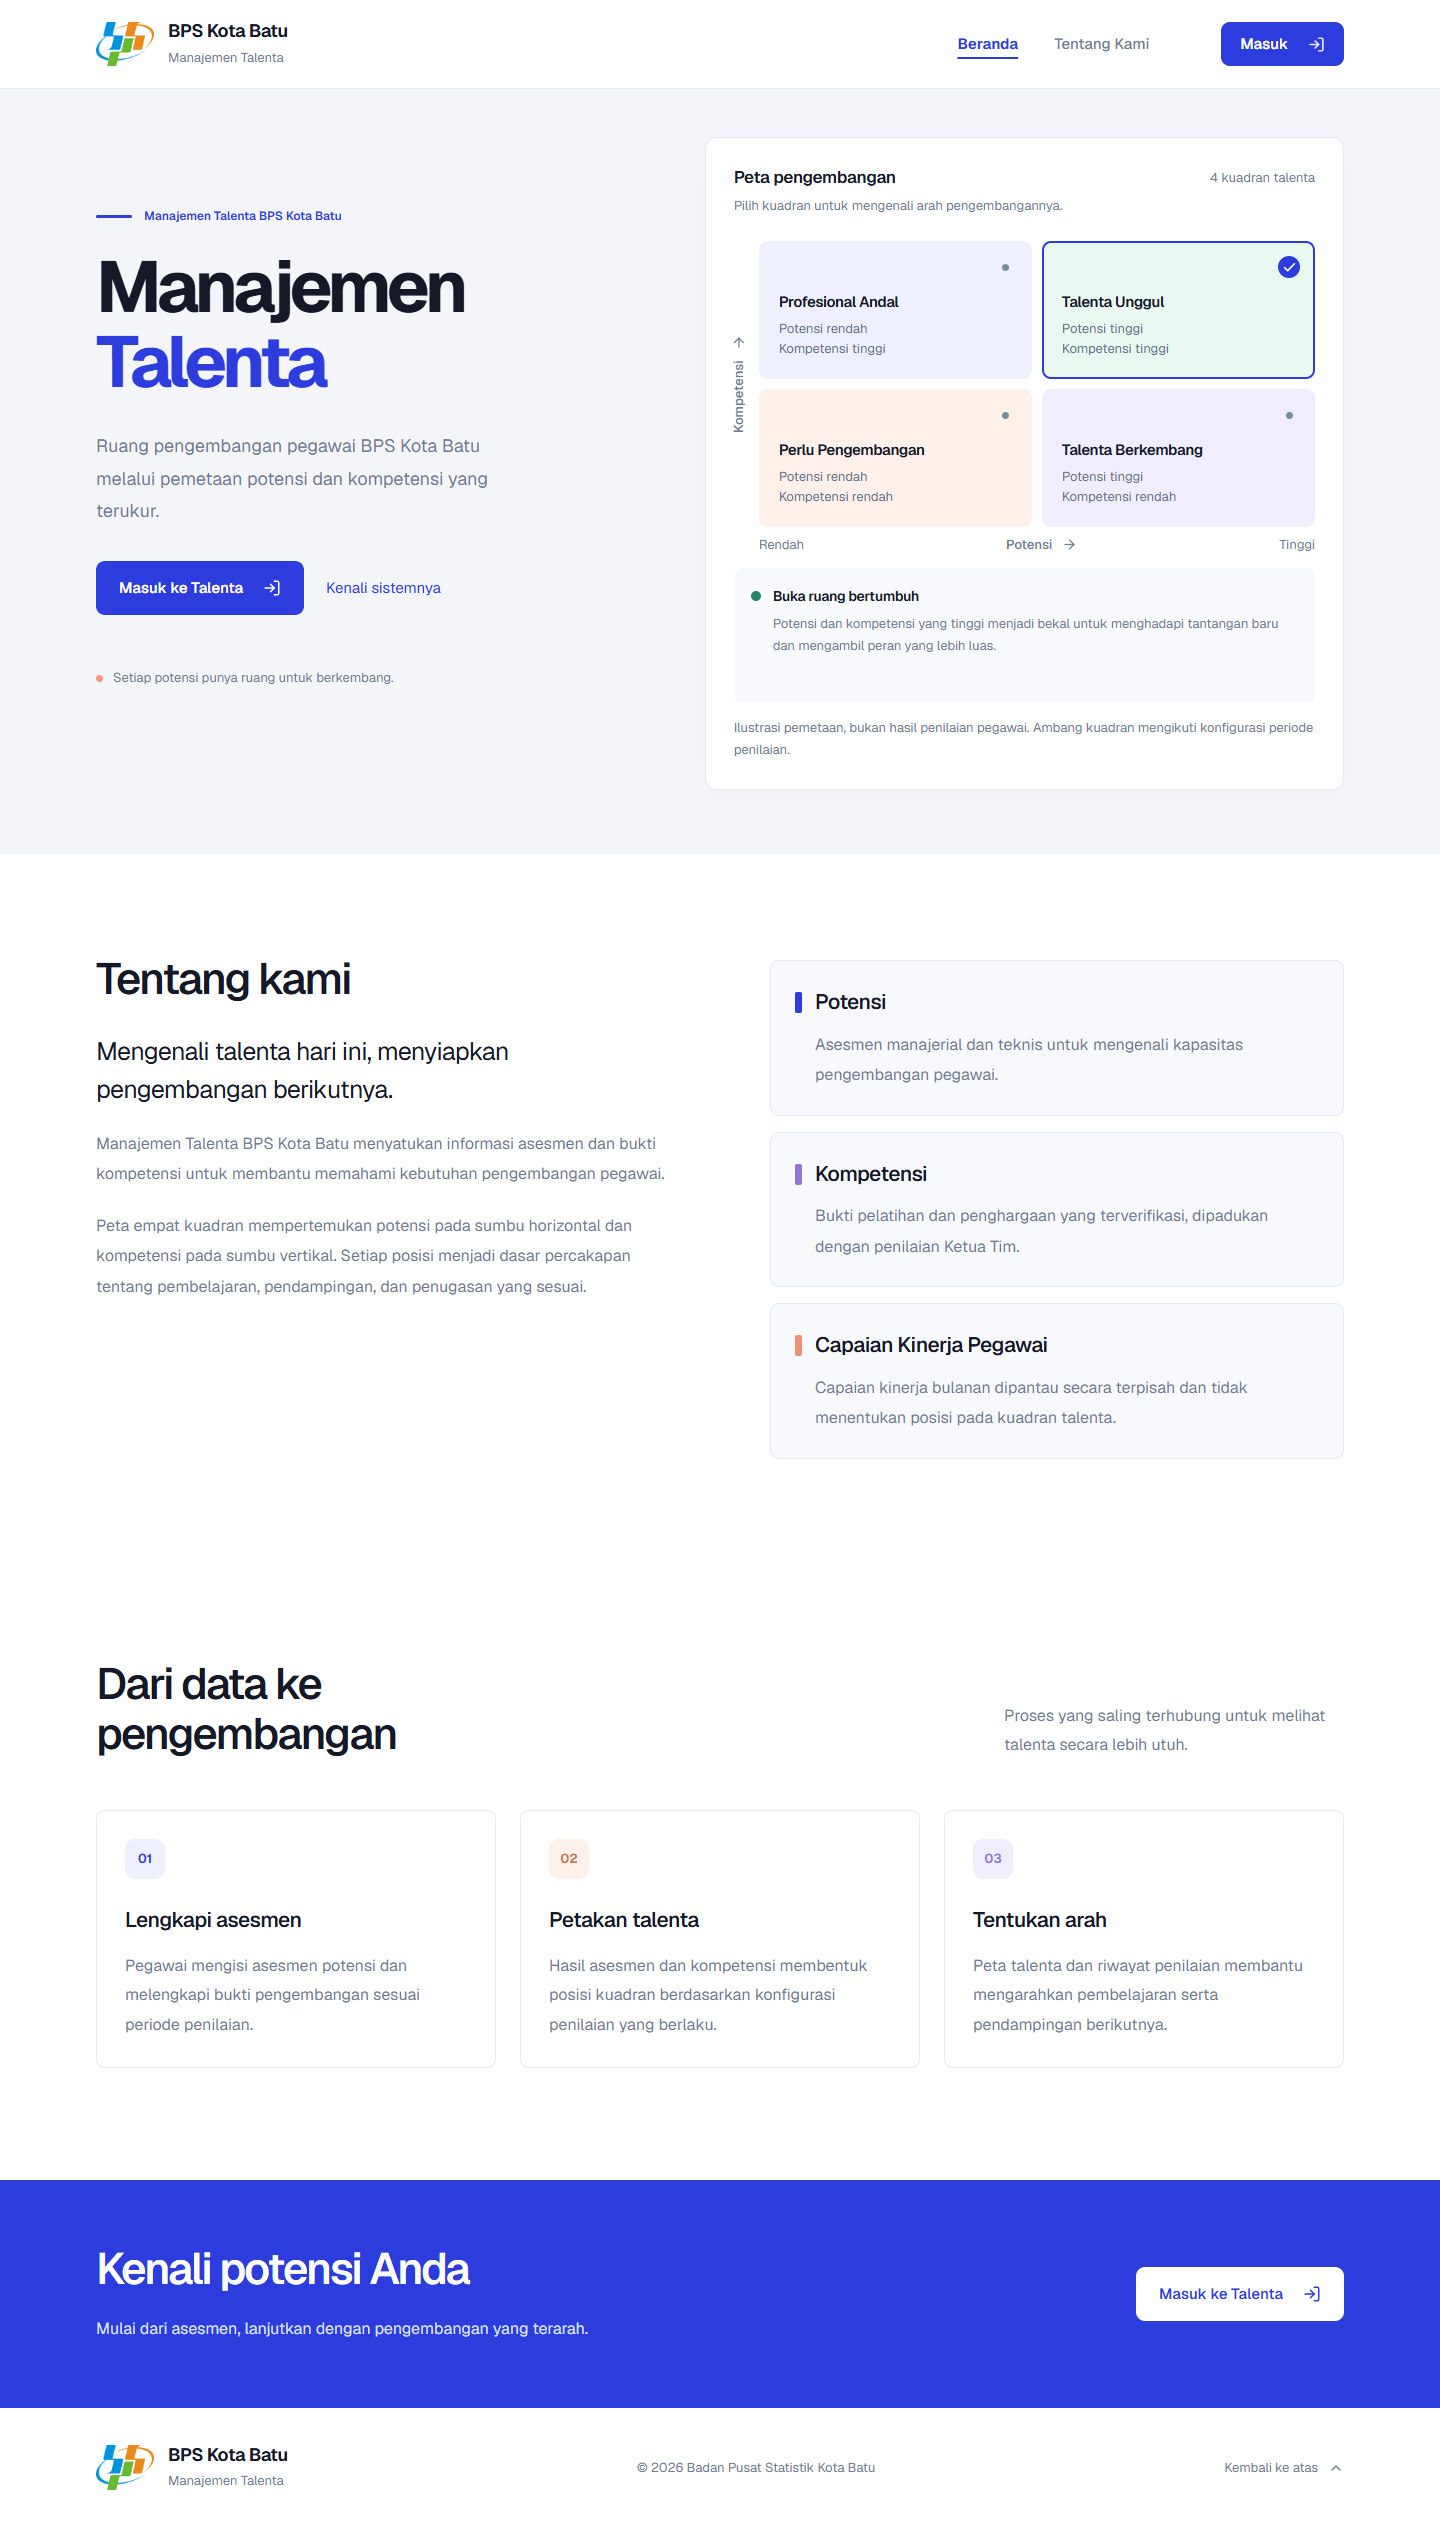 BPS Kota Batu
Manajemen Talenta
Beranda
Tentang Kami
Masuk
Manajemen Talenta BPS Kota Batu
Manajemen
Talenta
Ruang pengembangan pegawai BPS Kota Batu
melalui pemetaan potensi dan kompetensi yang
terukur.
Masuk ke Talenta
Kenali sistemnya
Setiap potensi punya ruang untuk berkembang.
Peta pengembangan
4 kuadran talenta
Pilih kuadran untuk mengenali arah pengembangannya.
Kompetensi
Profesional Andal
Potensi rendah
Kompetensi tinggi
Talenta Unggul
Potensi tinggi
Kompetensi tinggi
Perlu Pengembangan
Potensi rendah
Kompetensi rendah
Talenta Berkembang
Potensi tinggi
Kompetensi rendah
Rendah
Potensi
Tinggi
Buka ruang bertumbuh
Potensi dan kompetensi yang tinggi menjadi bekal untuk menghadapi tantangan baru
dan mengambil peran yang lebih luas.
Ilustrasi pemetaan, bukan hasil penilaian pegawai. Ambang kuadran mengikuti konfigurasi periode
penilaian.
Tentang kami
Mengenali talenta hari ini, menyiapkan
pengembangan berikutnya.
Manajemen Talenta BPS Kota Batu menyatukan informasi asesmen dan bukti
kompetensi untuk membantu memahami kebutuhan pengembangan pegawai.
Peta empat kuadran mempertemukan potensi pada sumbu horizontal dan
kompetensi pada sumbu vertikal. Setiap posisi menjadi dasar percakapan
tentang pembelajaran, pendampingan, dan penugasan yang sesuai.
Potensi
Asesmen manajerial dan teknis untuk mengenali kapasitas
pengembangan pegawai.
Kompetensi
Bukti pelatihan dan penghargaan yang terverifikasi, dipadukan
dengan penilaian Ketua Tim.
Capaian Kinerja Pegawai
Capaian kinerja bulanan dipantau secara terpisah dan tidak
menentukan posisi pada kuadran talenta.
Dari data ke
pengembangan
Proses yang saling terhubung untuk melihat
talenta secara lebih utuh.
01
Lengkapi asesmen
Pegawai mengisi asesmen potensi dan
melengkapi bukti pengembangan sesuai
periode penilaian.
02
Petakan talenta
Hasil asesmen dan kompetensi membentuk
posisi kuadran berdasarkan konfigurasi
penilaian yang berlaku.
03
Tentukan arah
Peta talenta dan riwayat penilaian membantu
mengarahkan pembelajaran serta
pendampingan berikutnya.
Kenali potensi Anda
Mulai dari asesmen, lanjutkan dengan pengembangan yang terarah.
Masuk ke Talenta
BPS Kota Batu
Manajemen Talenta
© 2026 Badan Pusat Statistik Kota Batu
Kembali ke atas